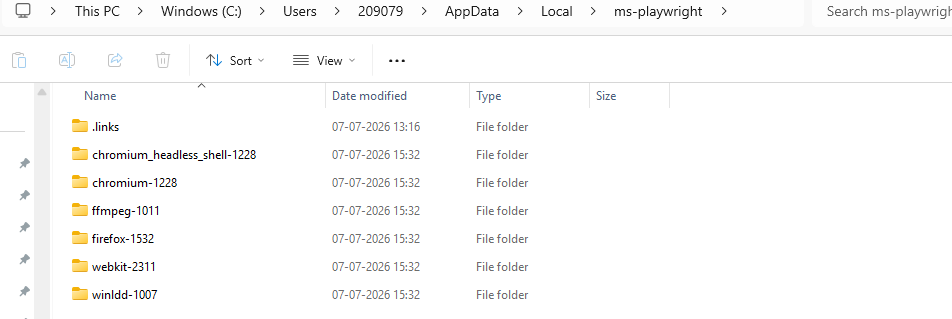 This PC > Windows (C:) > Users > 209079 > AppData > Local > ms-playwright > Search ms-playwright
Sort View ...
Name Date modified Type Size
.links 07-07-2026 13:16 File folder
chromium_headless_shell-1228 07-07-2026 15:32 File folder
chromium-1228 07-07-2026 15:32 File folder
ffmpeg-1011 07-07-2026 15:32 File folder
firefox-1532 07-07-2026 15:32 File folder
webkit-2311 07-07-2026 15:32 File folder
winldd-1007 07-07-2026 15:32 File folder